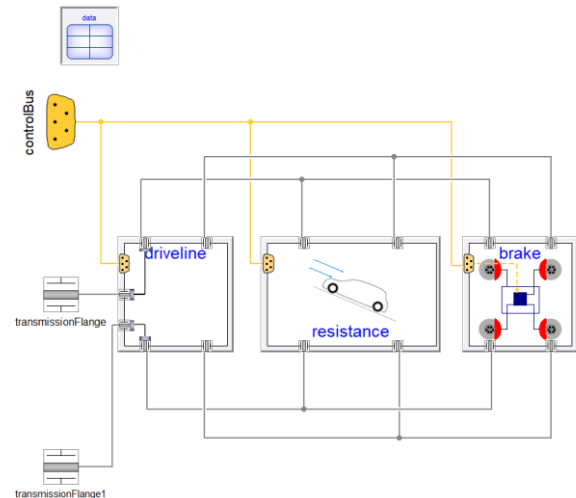 data
controlBus
driveline
resistance
brake
transmissionFlange
transmissionFlange1